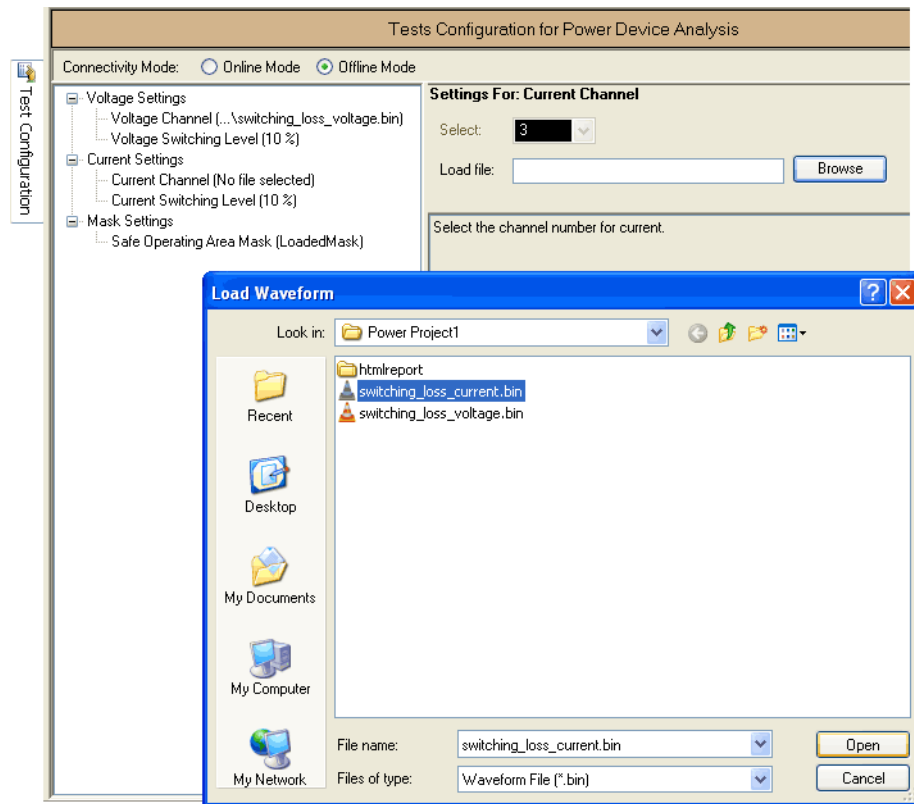 Tests Configuration for Power Device Analysis
Test Configuration
Connectivity Mode: Online Mode Offline Mode
Voltage Settings
Voltage Channel (...\switching_loss_voltage.bin)
Voltage Switching Level (10 %)
Current Settings
Current Channel (No file selected)
Current Switching Level (10 %)
Mask Settings
Safe Operating Area Mask (LoadedMask)
Settings For: Current Channel
Select: 3
Load file: Browse
Select the channel number for current.
Load Waveform
Look in: Power Project1
Recent
Desktop
My Documents
My Computer
My Network
htmlreport
switching_loss_current.bin
switching_loss_voltage.bin
File name: switching_loss_current.bin Open
Files of type: Waveform File (*.bin) Cancel